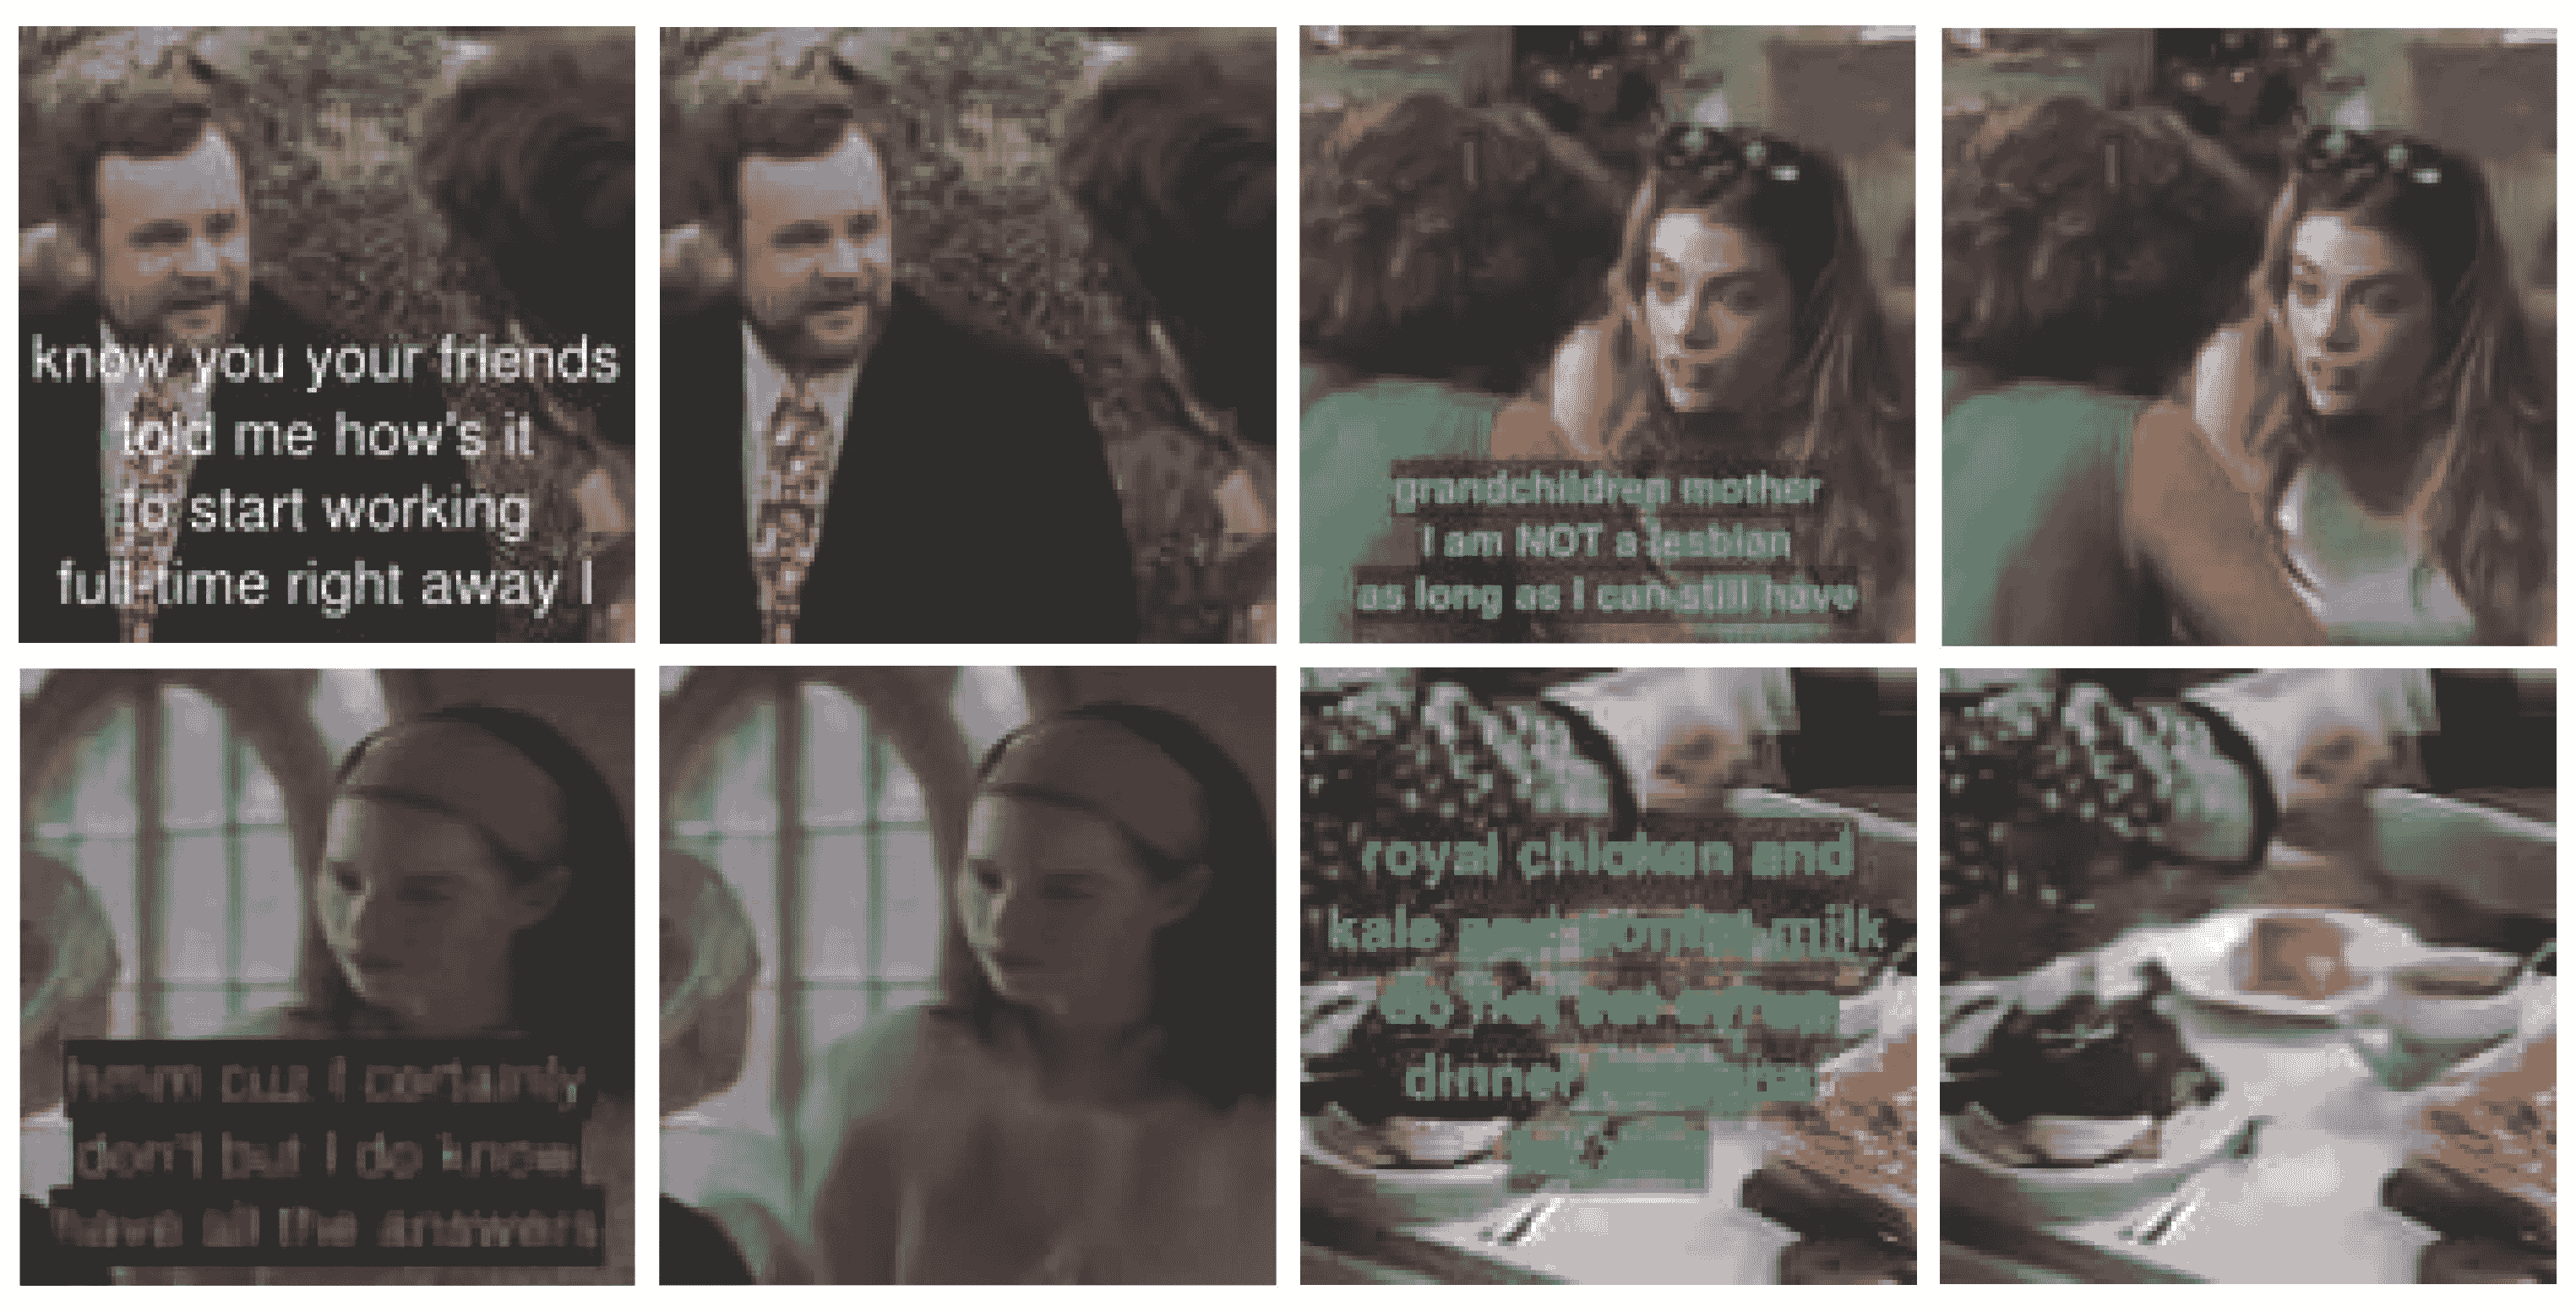 know you your friends
told me how's it
to start working
full-time right away I
grandchildren mother
I am NOT a lesbian
as long as I can still have
hmm cuz I certainly
don't but I do know
have all the answers
royal chicken and
kale milk
do they
dinner